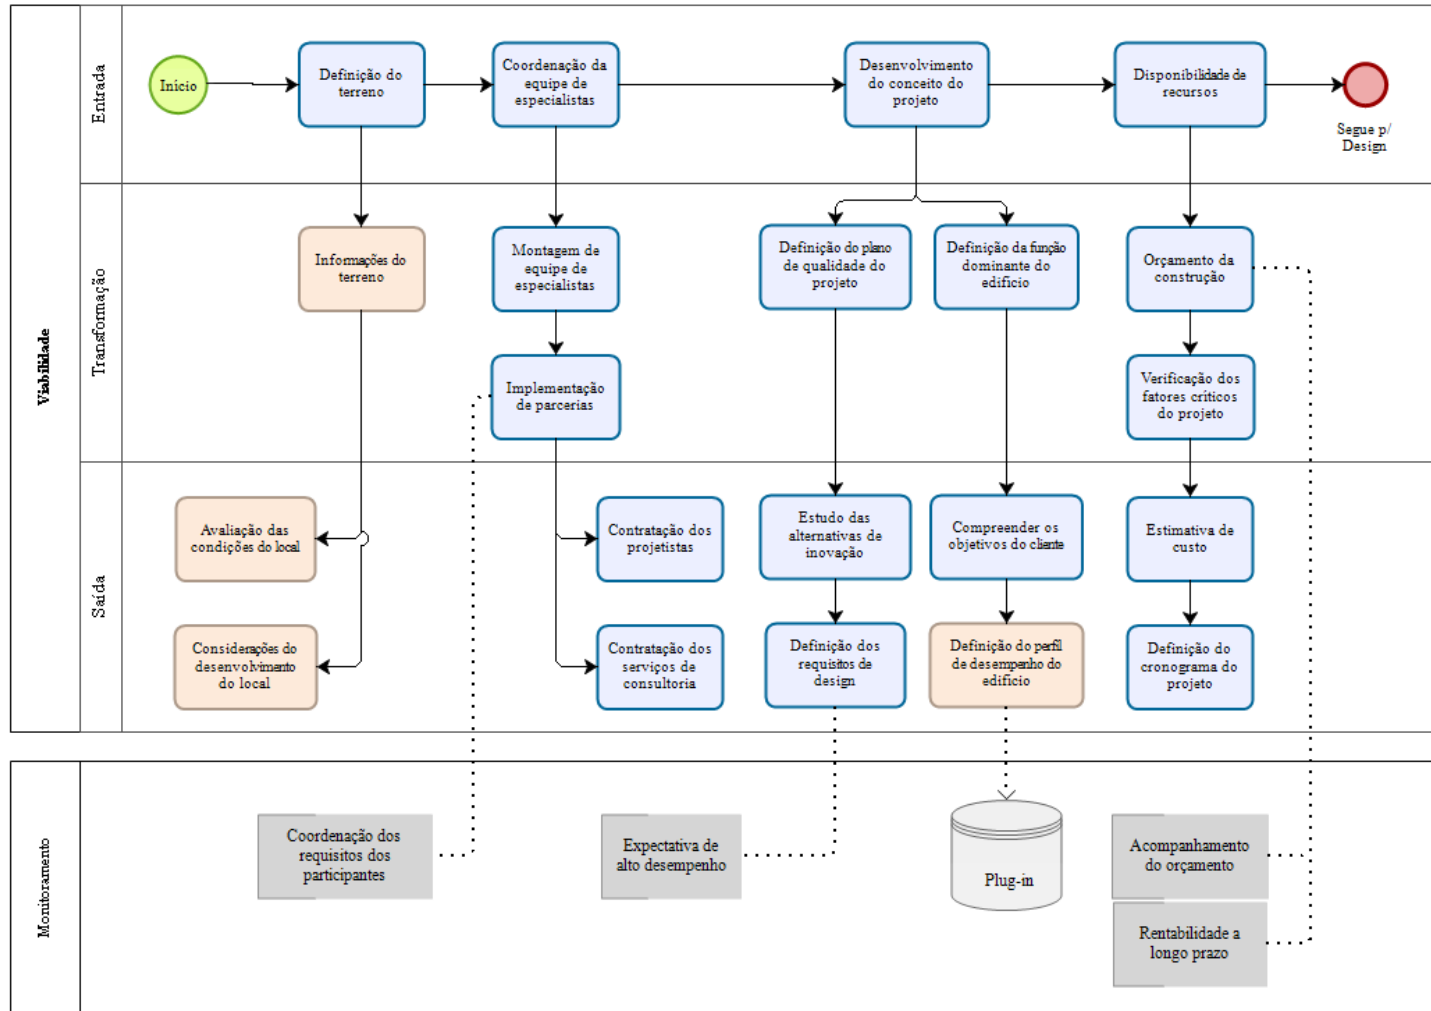 Viabilidade
Entrada
Início
Definição do
terreno
Coordenação da
equipe de
especialistas
Desenvolvimento
do conceito do
projeto
Disponibilidade de
recursos
Segue p/
Design
Transformação
Informações do
terreno
Montagem de
equipe de
especialistas
Definição do plano
de qualidade do
projeto
Definição da função
dominante do
edifício
Orçamento da
construção
Implementação
de parcerias
Verificação dos
fatores críticos
do projeto
Saída
Avaliação das
condições do local
Contratação dos
projetistas
Estudo das
alternativas de
inovação
Compreender os
objetivos do cliente
Estimativa de
custo
Considerações do
desenvolvimento
do local
Contratação dos
serviços de
consultoria
Definição dos
requisitos de
design
Definição do perfil
de desempenho do
edifício
Definição do
cronograma do
projeto
Monitoramento
Coordenação dos
requisitos dos
participantes
Expectativa de
alto desempenho
Plug-in
Acompanhamento
do orçamento
Rentabilidade a
longo prazo